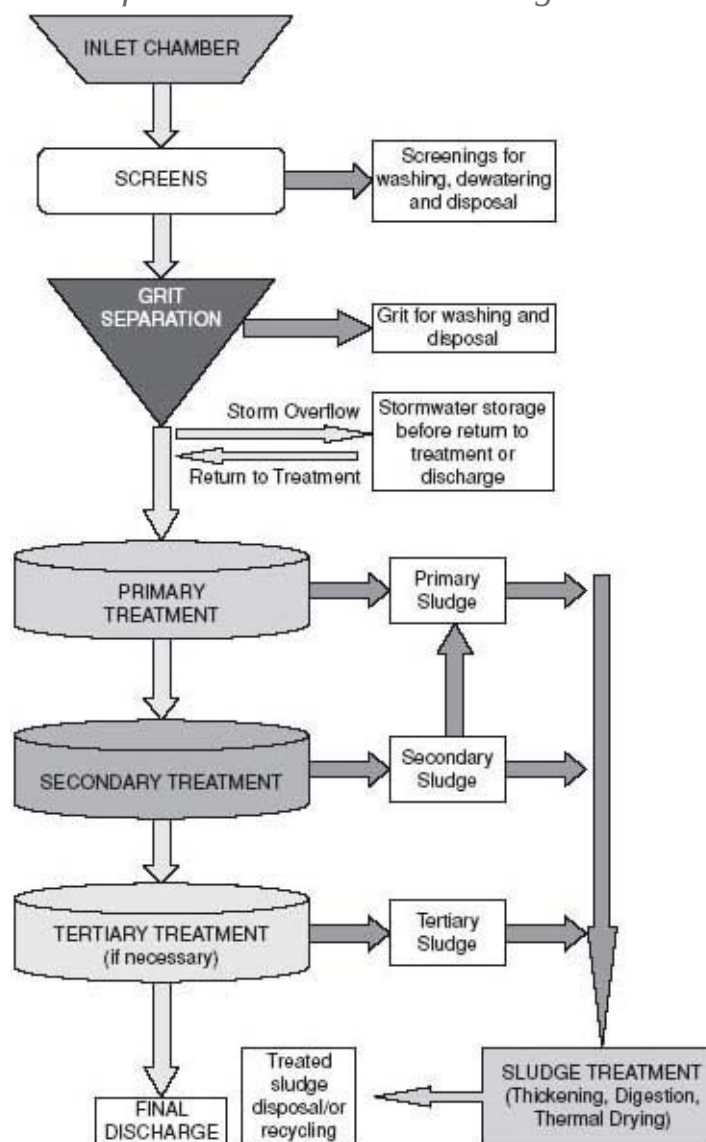 INLET CHAMBER
SCREENS
Screenings for
washing, dewatering
and disposal
GRIT
SEPARATION
Grit for washing and
disposal
Storm Overflow
Return to Treatment
Stormwater storage
before return to
treatment or
discharge
PRIMARY
TREATMENT
Primary
Sludge
SECONDARY TREATMENT
Secondary
Sludge
TERTIARY TREATMENT
(if necessary)
Tertiary
Sludge
FINAL
DISCHARGE
Treated
sludge
disposal/or
recycling
SLUDGE TREATMENT
(Thickening, Digestion,
Thermal Drying)